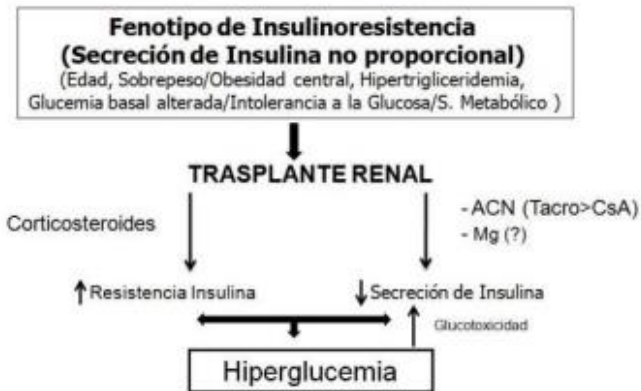 Fenotipo de Insulinoresistencia
(Secreción de Insulina no proporcional)
(Edad, Sobrepeso/Obesidad central, Hipertrigliceridemia,
Glucemia basal alterada/Intolerancia a la Glucosa/S. Metabólico )
TRASPLANTE RENAL
Corticosteroides
- ACN (Tacro>CsA)
- Mg (?)
↑ Resistencia Insulina
↓ Secreción de Insulina
Glucotoxicidad
Hiperglucemia